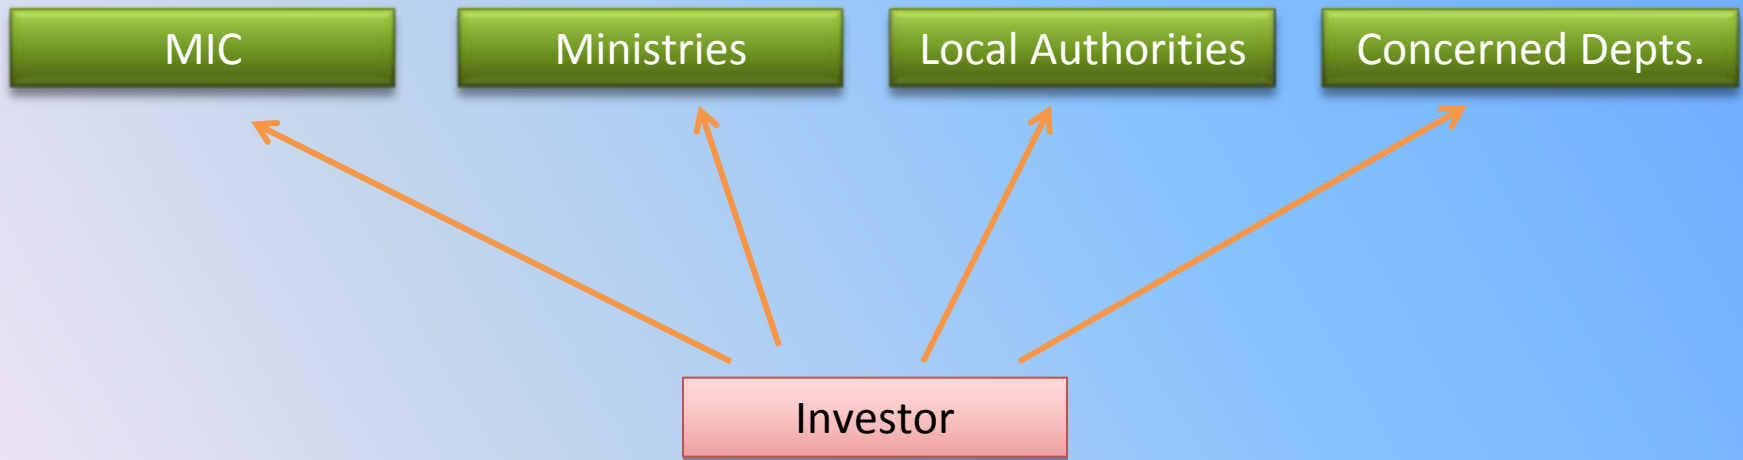 MIC
Ministries
Local Authorities
Concerned Depts.
Investor